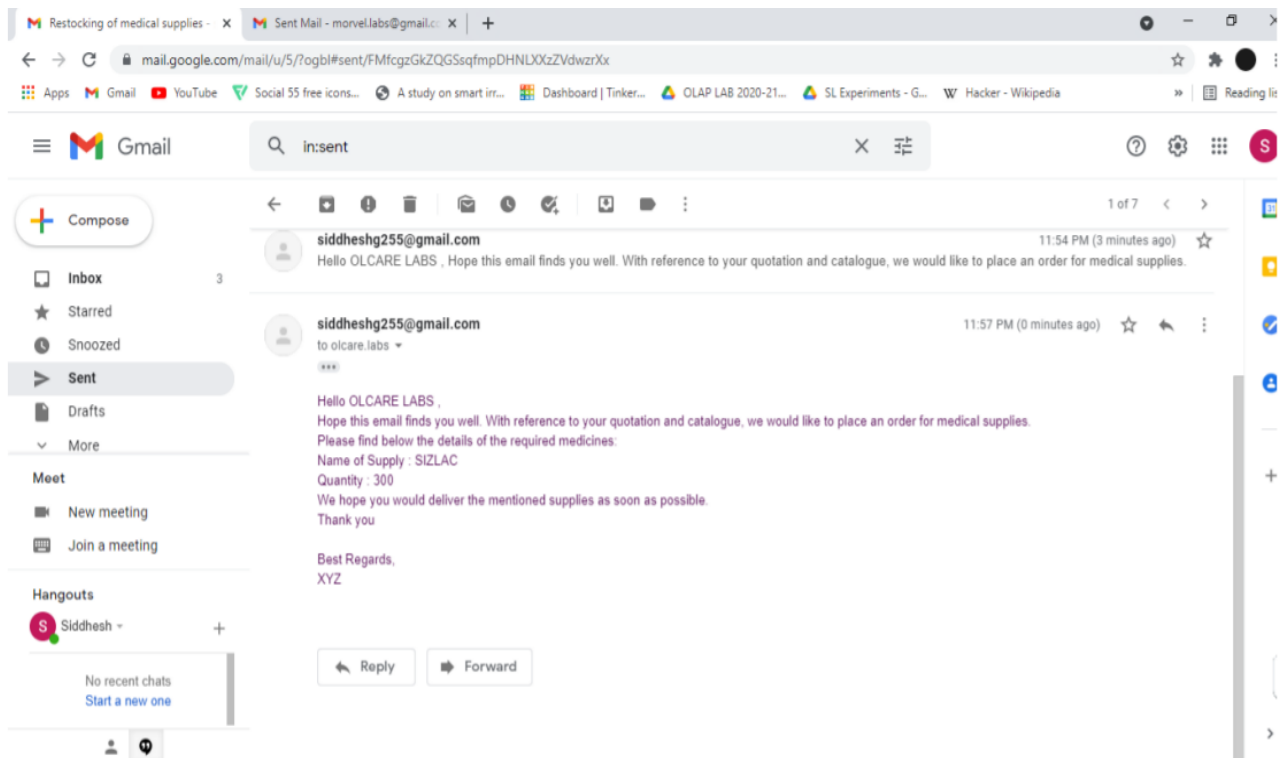 Restocking of medical supplies -
Sent Mail - morvel.labs@gmail.c
mail.google.com/mail/u/5/?ogbl#sent/FMfcgzGkZQGSsqfmpDHNLXXzZVdwzrXx
Apps Gmail YouTube Social 55 free icons... A study on smart irr... Dashboard | Tinker... OLAP LAB 2020-21... SL Experiments - G... Hacker - Wikipedia » Reading lis
Gmail
in:sent
S
Compose
1 of 7
siddheshg255@gmail.com 11:54 PM (3 minutes ago)
Hello OLCARE LABS , Hope this email finds you well. With reference to your quotation and catalogue, we would like to place an order for medical supplies.
Inbox 3
Starred
Snoozed
Sent
Drafts
More
siddheshg255@gmail.com 11:57 PM (0 minutes ago)
to olcare.labs
Hello OLCARE LABS ,
Hope this email finds you well. With reference to your quotation and catalogue, we would like to place an order for medical supplies.
Please find below the details of the required medicines:
Name of Supply : SIZLAC
Quantity : 300
We hope you would deliver the mentioned supplies as soon as possible.
Thank you
Best Regards,
XYZ
Reply
Forward
Meet
New meeting
Join a meeting
Hangouts
S Siddhesh
No recent chats
Start a new one
31